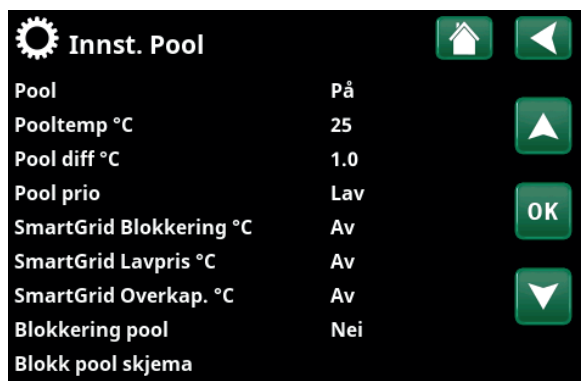 Innst. Pool
Pool På
Pooltemp °C 25
Pool diff °C 1.0
Pool prio Lav
SmartGrid Blokkering °C Av
SmartGrid Lavpris °C Av
SmartGrid Overkap. °C Av
Blokkering pool Nei
Blokk pool skjema
OK